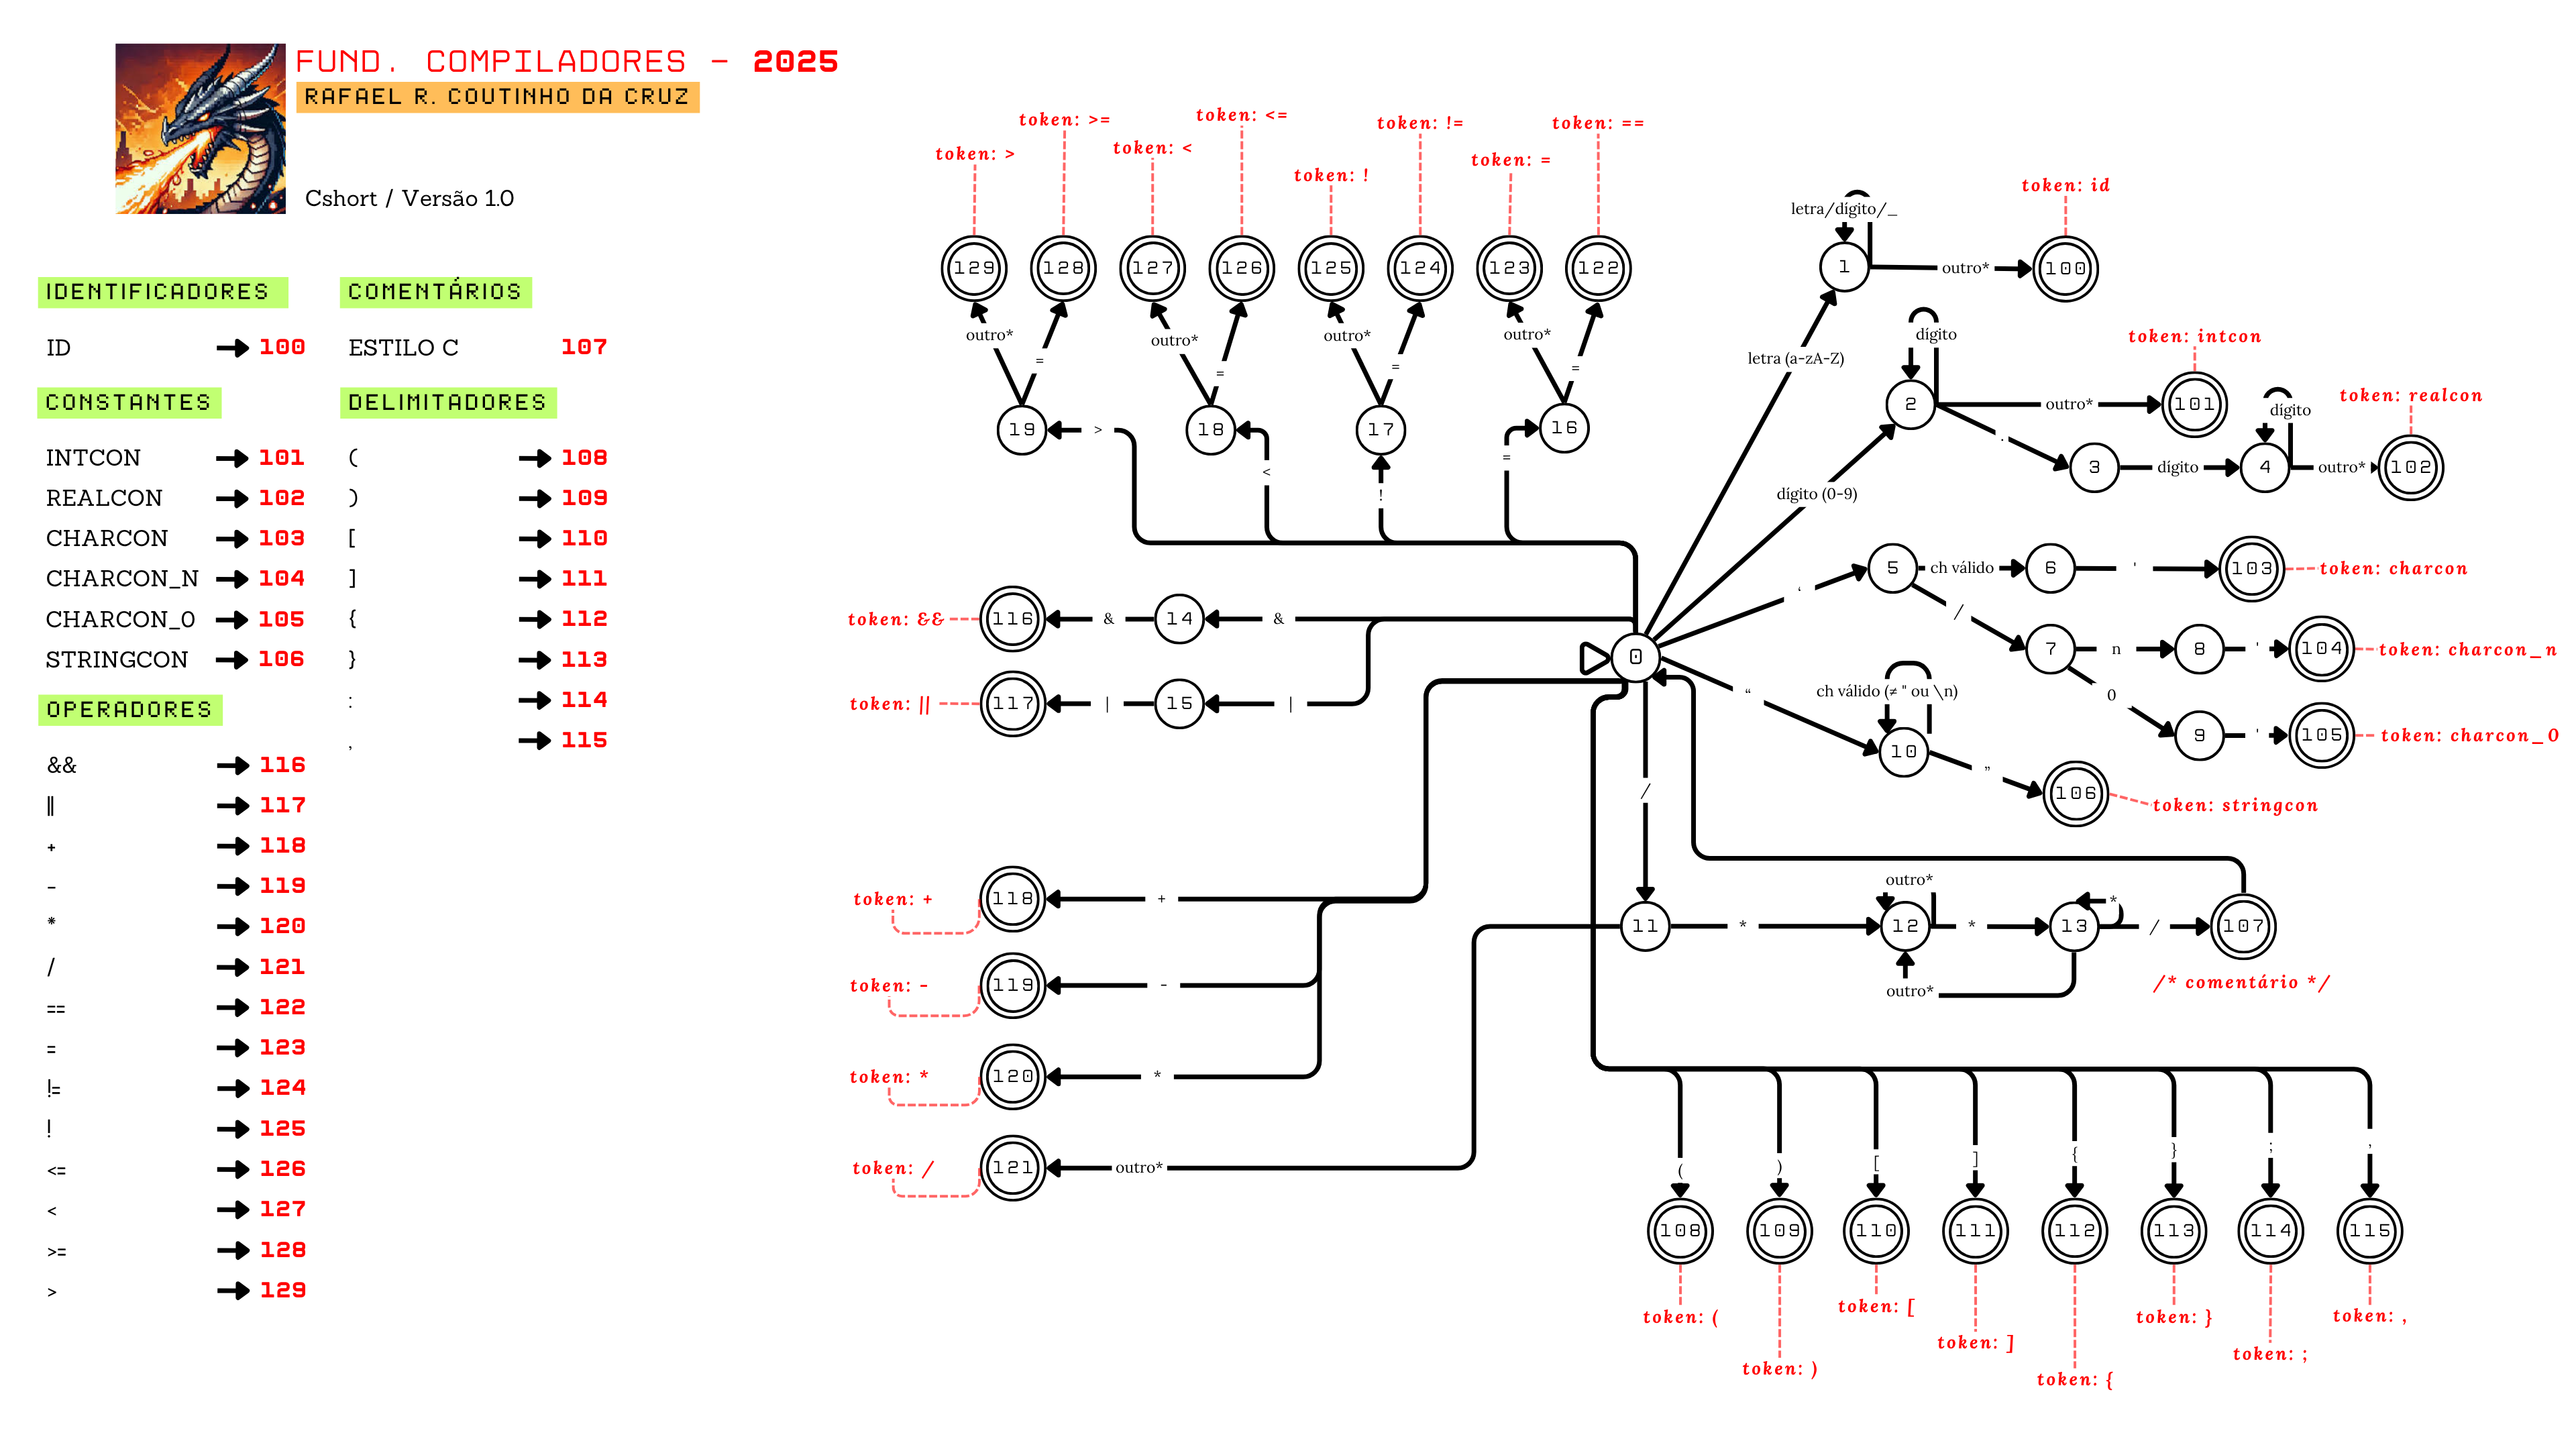 FUND. COMPILADORES - 2025
RAFAEL R. COUTINHO DA CRUZ
Cshort / Versão 1.0
IDENTIFICADORES
ID 100
CONSTANTES
INTCON 101
REALCON 102
CHARCON 103
CHARCON_N 104
CHARCON_0 105
STRINGCON 106
OPERADORES
&& 116
|| 117
+ 118
- 119
* 120
/ 121
== 122
= 123
!= 124
! 125
<= 126
< 127
>= 128
> 129
COMENTÁRIOS
ESTILO C 107
DELIMITADORES
( 108
) 109
[ 110
] 111
{ 112
} 113
: 114
, 115
token: >
token: >=
token: <
token: <=
token: !
token: !=
token: =
token: ==
129 128 127 126 125 124 123 122
outro* = outro* = outro* = outro* =
19 18 17 16
> < ! =
letra/dígito/_
1 outro* 100
token: id
letra (a-zA-Z)
dígito
2 outro* 101
token: intcon
dígito (0-9)
.
3 dígito 4 outro* 102
dígito
token: realcon
‘
5 ch válido 6 ' 103
token: charcon
/
7 n 8 ' 104
token: charcon_n
0
9 ' 105
token: charcon_0
“
ch válido (≠ " ou \n)
10 ” 106
token: stringcon
0
token: && 116 & 14 &
token: || 117 | 15 |
token: + 118 +
token: - 119 -
token: * 120 *
token: / 121 outro*
/
11 * 12 * 13 / 107
outro*
*
outro*
/* comentário */
( ) [ ] { } ; ,
108 109 110 111 112 113 114 115
token: (
token: )
token: [
token: ]
token: {
token: }
token: ;
token: ,